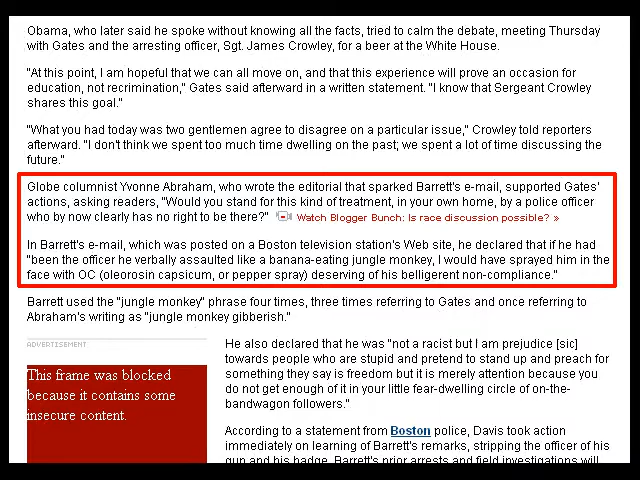 Obama, who later said he spoke without knowing all the facts, tried to calm the debate, meeting Thursday
with Gates and the arresting officer, Sgt. James Crowley, for a beer at the White House.
"At this point, I am hopeful that we can all move on, and that this experience will prove an occasion for
education, not recrimination," Gates said afterward in a written statement. "I know that Sergeant Crowley
shares this goal."
"What you had today was two gentlemen agree to disagree on a particular issue," Crowley told reporters
afterward. "I don't think we spent too much time dwelling on the past; we spent a lot of time discussing the
future."
Globe columnist Yvonne Abraham, who wrote the editorial that sparked Barrett's e-mail, supported Gates'
actions, asking readers, "Would you stand for this kind of treatment, in your own home, by a police officer
who by now clearly has no right to be there?" Watch Blogger Bunch: Is race discussion possible? »
In Barrett's e-mail, which was posted on a Boston television station's Web site, he declared that if he had
"been the officer he verbally assaulted like a banana-eating jungle monkey, I would have sprayed him in the
face with OC (oleorosin capsicum, or pepper spray) deserving of his belligerent non-compliance."
Barrett used the "jungle monkey" phrase four times, three times referring to Gates and once referring to
Abraham's writing as "jungle monkey gibberish."
ADVERTISEMENT
This frame was blocked
because it contains some
insecure content.
He also declared that he was "not a racist but I am prejudice [sic]
towards people who are stupid and pretend to stand up and preach for
something they say is freedom but it is merely attention because you
do not get enough of it in your little fear-dwelling circle of on-the-
bandwagon followers."
According to a statement from Boston police, Davis took action
immediately on learning of Barrett's remarks, stripping the officer of his
gun and his badge. Barrett's prior arrests and field investigations will